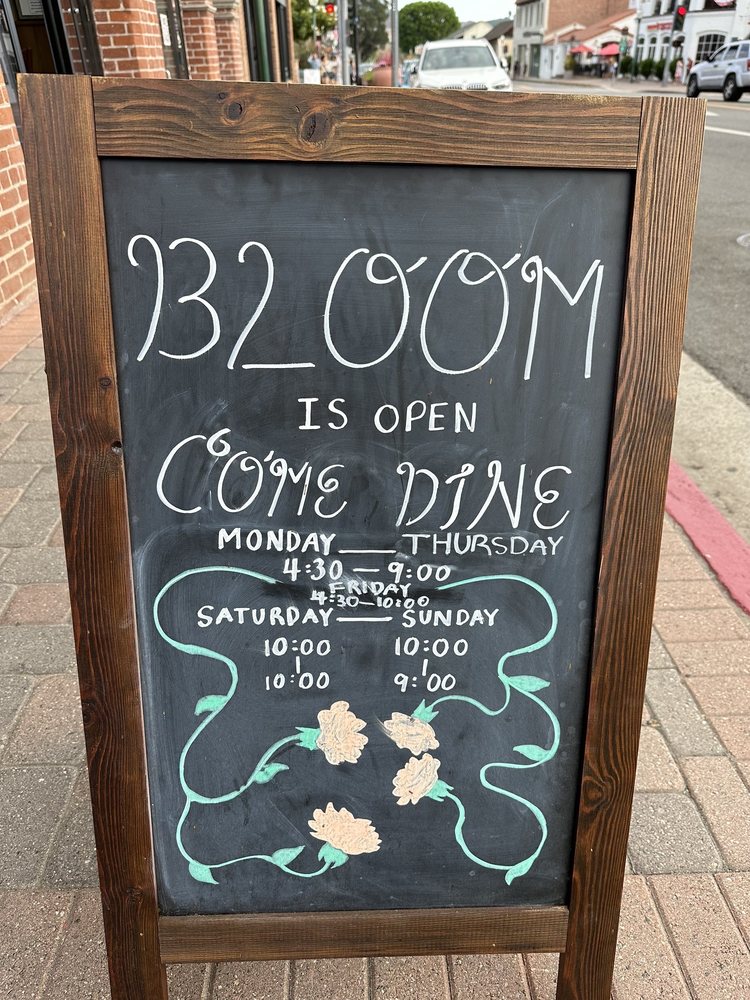 BLOOM
IS OPEN
COME DINE
MONDAY — THURSDAY
4:30 — 9:00
FRIDAY
4:30—10:00
SATURDAY — SUNDAY
10:00 10:00
| |
10:00 9:00